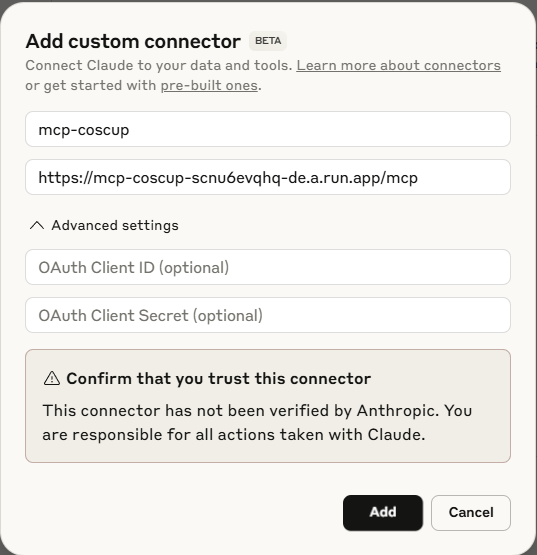 Add custom connector BETA
Connect Claude to your data and tools. Learn more about connectors
or get started with pre-built ones.
mcp-coscup
https://mcp-coscup-scnu6evqhq-de.a.run.app/mcp
Advanced settings
OAuth Client ID (optional)
OAuth Client Secret (optional)
Confirm that you trust this connector
This connector has not been verified by Anthropic. You
are responsible for all actions taken with Claude.
Add Cancel